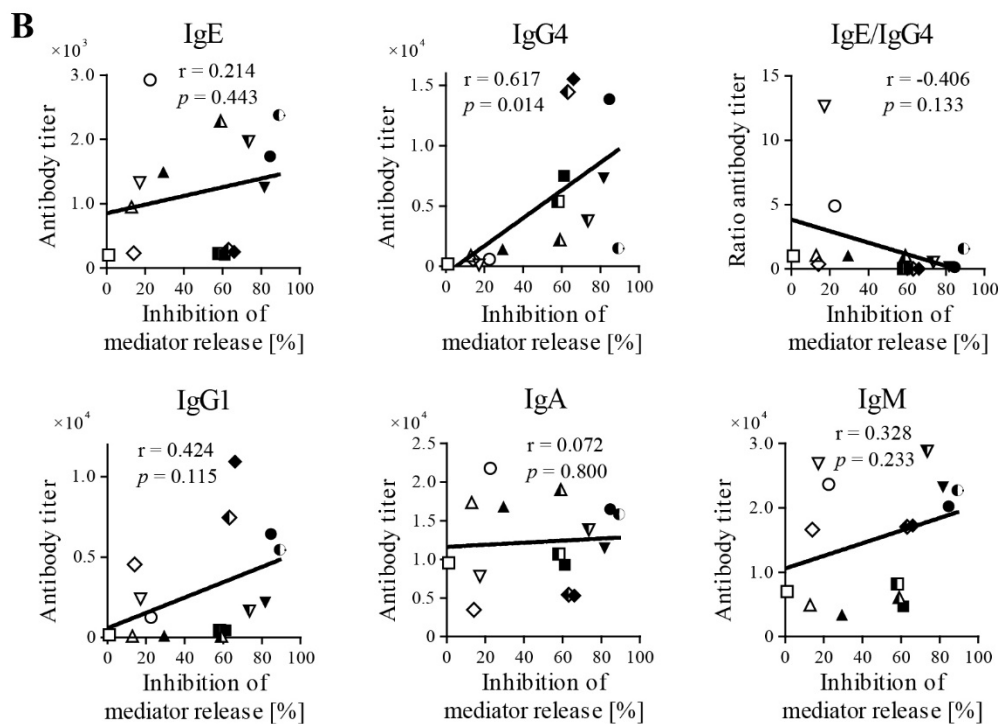 B
IgE
×10³
r = 0.214
p = 0.443
3.0
2.0
1.0
0
Antibody titer
0 20 40 60 80 100
Inhibition of
mediator release [%]
IgG4
×10⁴
r = 0.617
p = 0.014
1.5
1.0
0.5
0
Antibody titer
0 20 40 60 80 100
Inhibition of
mediator release [%]
IgE/IgG4
r = -0.406
p = 0.133
15
10
5
0
Ratio antibody titer
0 20 40 60 80 100
Inhibition of
mediator release [%]
IgG1
×10⁴
r = 0.424
p = 0.115
1.0
0.5
0
Antibody titer
0 20 40 60 80 100
Inhibition of
mediator release [%]
IgA
×10⁴
r = 0.072
p = 0.800
2.5
2.0
1.5
1.0
0.5
0
Antibody titer
0 20 40 60 80 100
Inhibition of
mediator release [%]
IgM
×10⁴
r = 0.328
p = 0.233
3.0
2.0
1.0
0
Antibody titer
0 20 40 60 80 100
Inhibition of
mediator release [%]